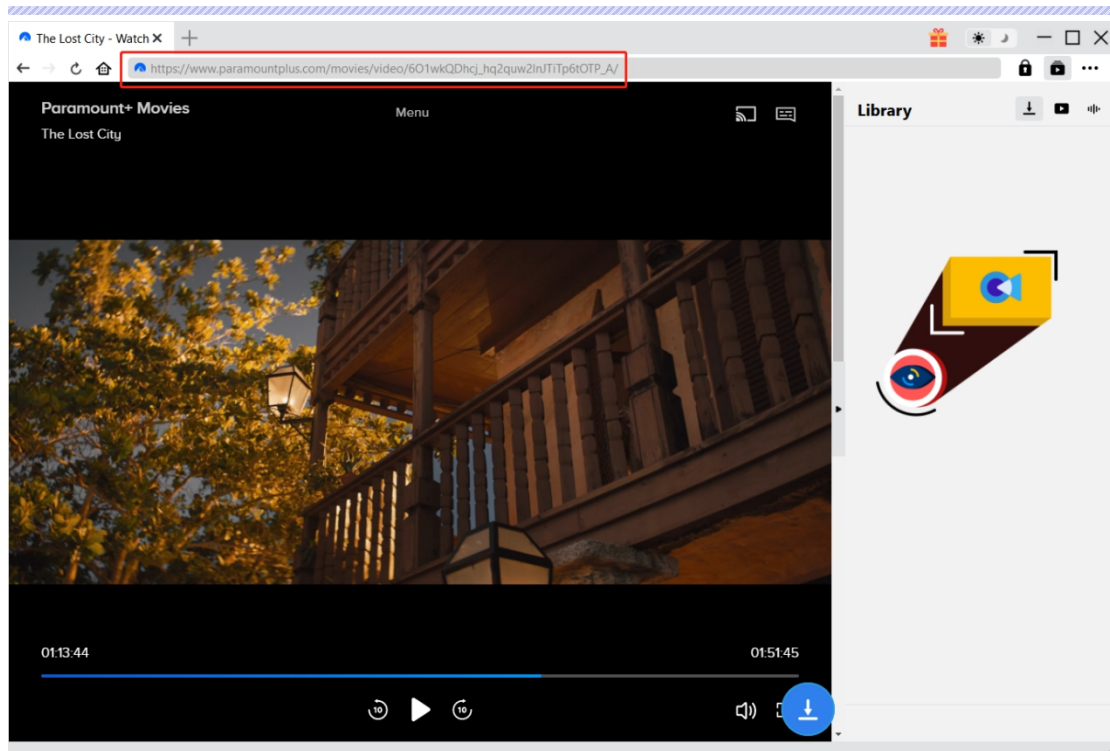 The Lost City - Watch
https://www.paramountplus.com/movies/video/6O1wkQDhcj_hq2quw2lnJTiTp6tOTP_A/
Paramount+ Movies
Menu
The Lost City
Library
01:13:44
01:51:45
10
10